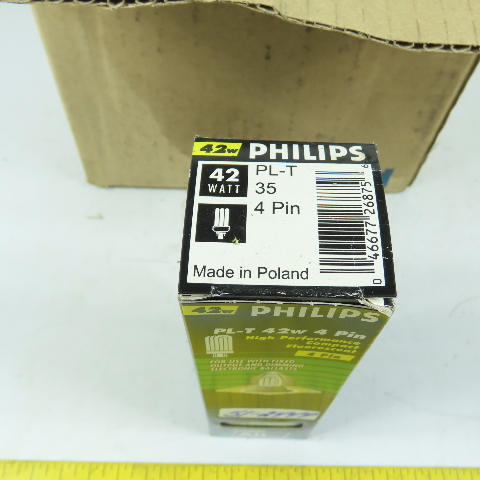 42w PHILIPS
42 WATT
PL-T
35
4 Pin
Made in Poland
0 46677 26875 6
42w PHILIPS
PL-T 42w 4 Pin
High Performance
Compact
Fluorescent
4 Pin
FOR USE WITH FIXED
OUTPUT AND DIMMING
ELECTRONIC BALLASTS